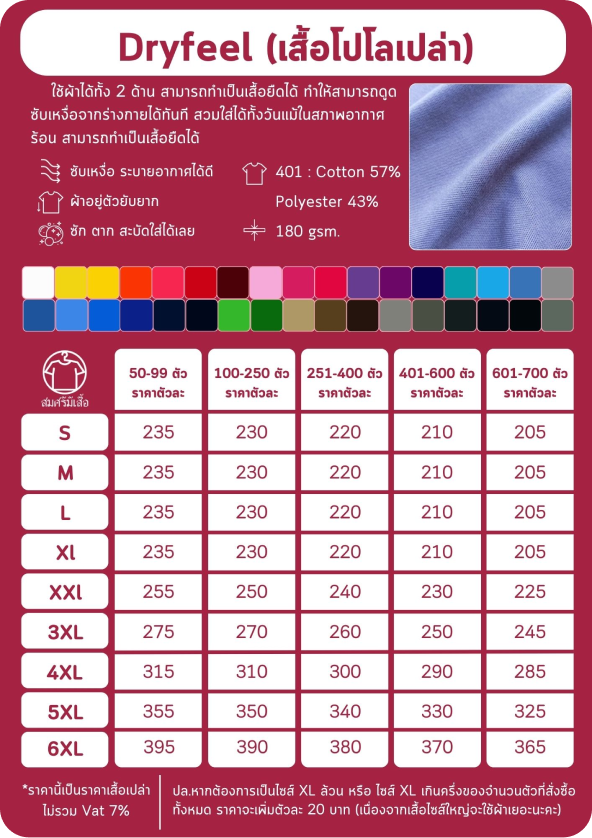 Dryfeel (เสื้อโปโลเปล่า)
ใช้ผ้าได้ทั้ง 2 ด้าน สามารถทำเป็นเสื้อยืดได้ ทำให้สามารถดูด
ซับเหงื่อจากร่างกายได้ทันที สวมใส่ได้ทั้งวันแม้ในสภาพอากาศ
ร้อน สามารถทำเป็นเสื้อยืดได้
ซับเหงื่อ ระบายอากาศได้ดี
401 : Cotton 57%
ผ้าอยู่ตัวยับยาก
Polyester 43%
ซัก ตาก สะบัดใส่ได้เลย
180 gsm.
สมศรีมีเสื้อ
50-99 ตัว 100-250 ตัว 251-400 ตัว 401-600 ตัว 601-700 ตัว
ราคาตัวละ ราคาตัวละ ราคาตัวละ ราคาตัวละ ราคาตัวละ
S 235 230 220 210 205
M 235 230 220 210 205
L 235 230 220 210 205
Xl 235 230 220 210 205
XXl 255 250 240 230 225
3XL 275 270 260 250 245
4XL 315 310 300 290 285
5XL 355 350 340 330 325
6XL 395 390 380 370 365
*ราคานี้เป็นราคาเสื้อเปล่า
ไม่รวม Vat 7%
ปล.หากต้องการเป็นไซส์ XL ล้วน หรือ ไซส์ XL เกินครึ่งของจำนวนตัวที่สั่งซื้อ
ทั้งหมด ราคาจะเพิ่มตัวละ 20 บาท (เนื่องจากเสื้อไซส์ใหญ่จะใช้ผ้าเยอะนะคะ)